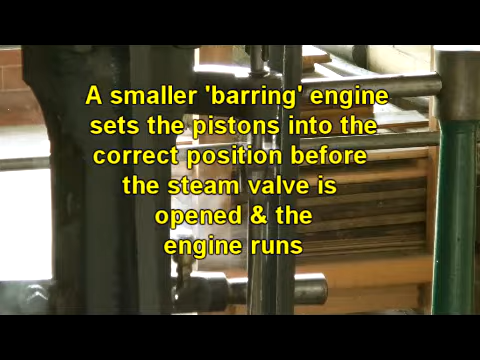 A smaller 'barring' engine
sets the pistons into the
correct position before
the steam valve is
opened & the
engine runs